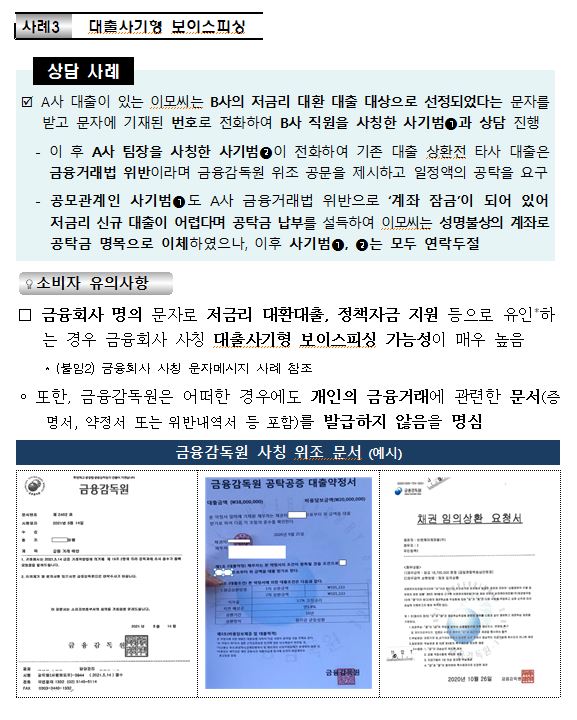 사례3 대출사기형 보이스피싱
상담 사례
☑ A사 대출이 있는 이모씨는 B사의 저금리 대환 대출 대상으로 선정되었다는 문자를
받고 문자에 기재된 번호로 전화하여 B사 직원을 사칭한 사기범❶과 상담 진행
- 이 후 A사 팀장을 사칭한 사기범❷이 전화하여 기존 대출 상환전 타사 대출은
금융거래법 위반이라며 금융감독원 위조 공문을 제시하고 일정액의 공탁을 요구
- 공모관계인 사기범❶도 A사 금융거래법 위반으로 ‘계좌 잠금’이 되어 있어
저금리 신규 대출이 어렵다며 공탁금 납부를 설득하여 이모씨는 성명불상의 계좌로
공탁금 명목으로 이체하였으나, 이후 사기범❶, ❷는 모두 연락두절
소비자 유의사항
□ 금융회사 명의 문자로 저금리 대환대출, 정책자금 지원 등으로 유인*하
는 경우 금융회사 사칭 대출사기형 보이스피싱 가능성이 매우 높음
* (붙임2) 금융회사 사칭 문자메시지 사례 참조
◦ 또한, 금융감독원은 어떠한 경우에도 개인의 금융거래에 관련한 문서(증
명서, 약정서 또는 위반내역서 등 포함)를 발급하지 않음을 명심
금융감독원 사칭 위조 문서 (예시)
금융감독원
금융감독원
금융감독원 공탁공증 대출약정서
대출금액 (₩38,000,000)
금융감독원
채권 임의상환 요청서
2020년 10월 26일
금융감독원